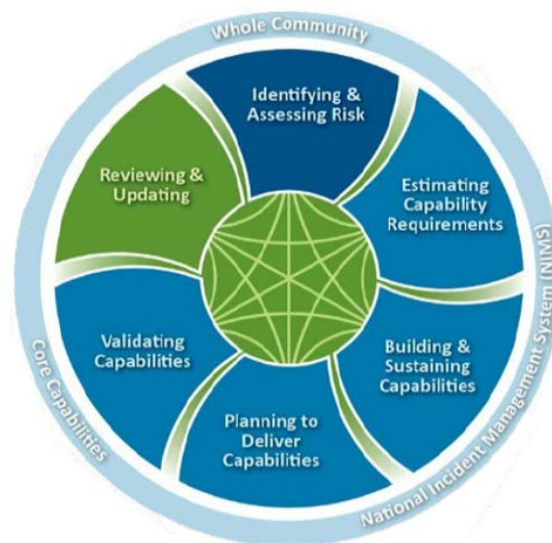 Whole Community
Identifying &
Assessing Risk
Estimating
Capability
Requirements
Building &
Sustaining
Capabilities
Planning to
Deliver
Capabilities
Validating
Capabilities
Reviewing &
Updating
National Incident Management System (NIMS)
Core Capabilities